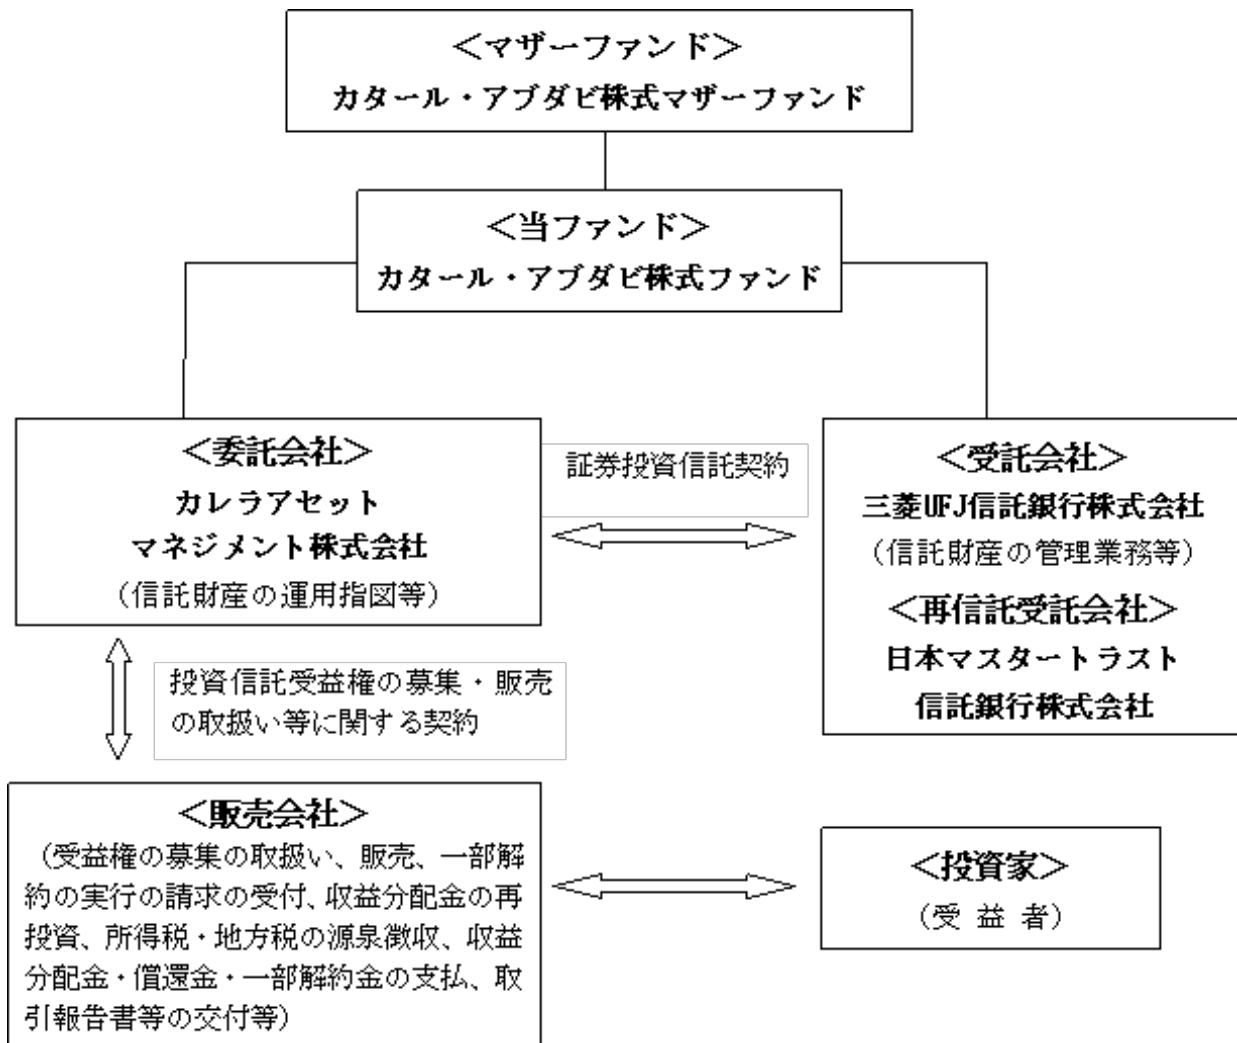 ＜マザーファンド＞
カタール・アブダビ株式マザーファンド
＜当ファンド＞
カタール・アブダビ株式ファンド
＜委託会社＞
カレラアセット
マネジメント株式会社
（信託財産の運用指図等）
証券投資信託契約
＜受託会社＞
三菱UFJ信託銀行株式会社
（信託財産の管理業務等）
＜再信託受託会社＞
日本マスタートラスト
信託銀行株式会社
投資信託受益権の募集・販売
の取扱い等に関する契約
＜販売会社＞
（受益権の募集の取扱い、販売、一部解
約の実行の請求の受付、収益分配金の再
投資、所得税・地方税の源泉徴収、収益
分配金・償還金・一部解約金の支払、取
引報告書等の交付等）
＜投資家＞
（受 益 者）